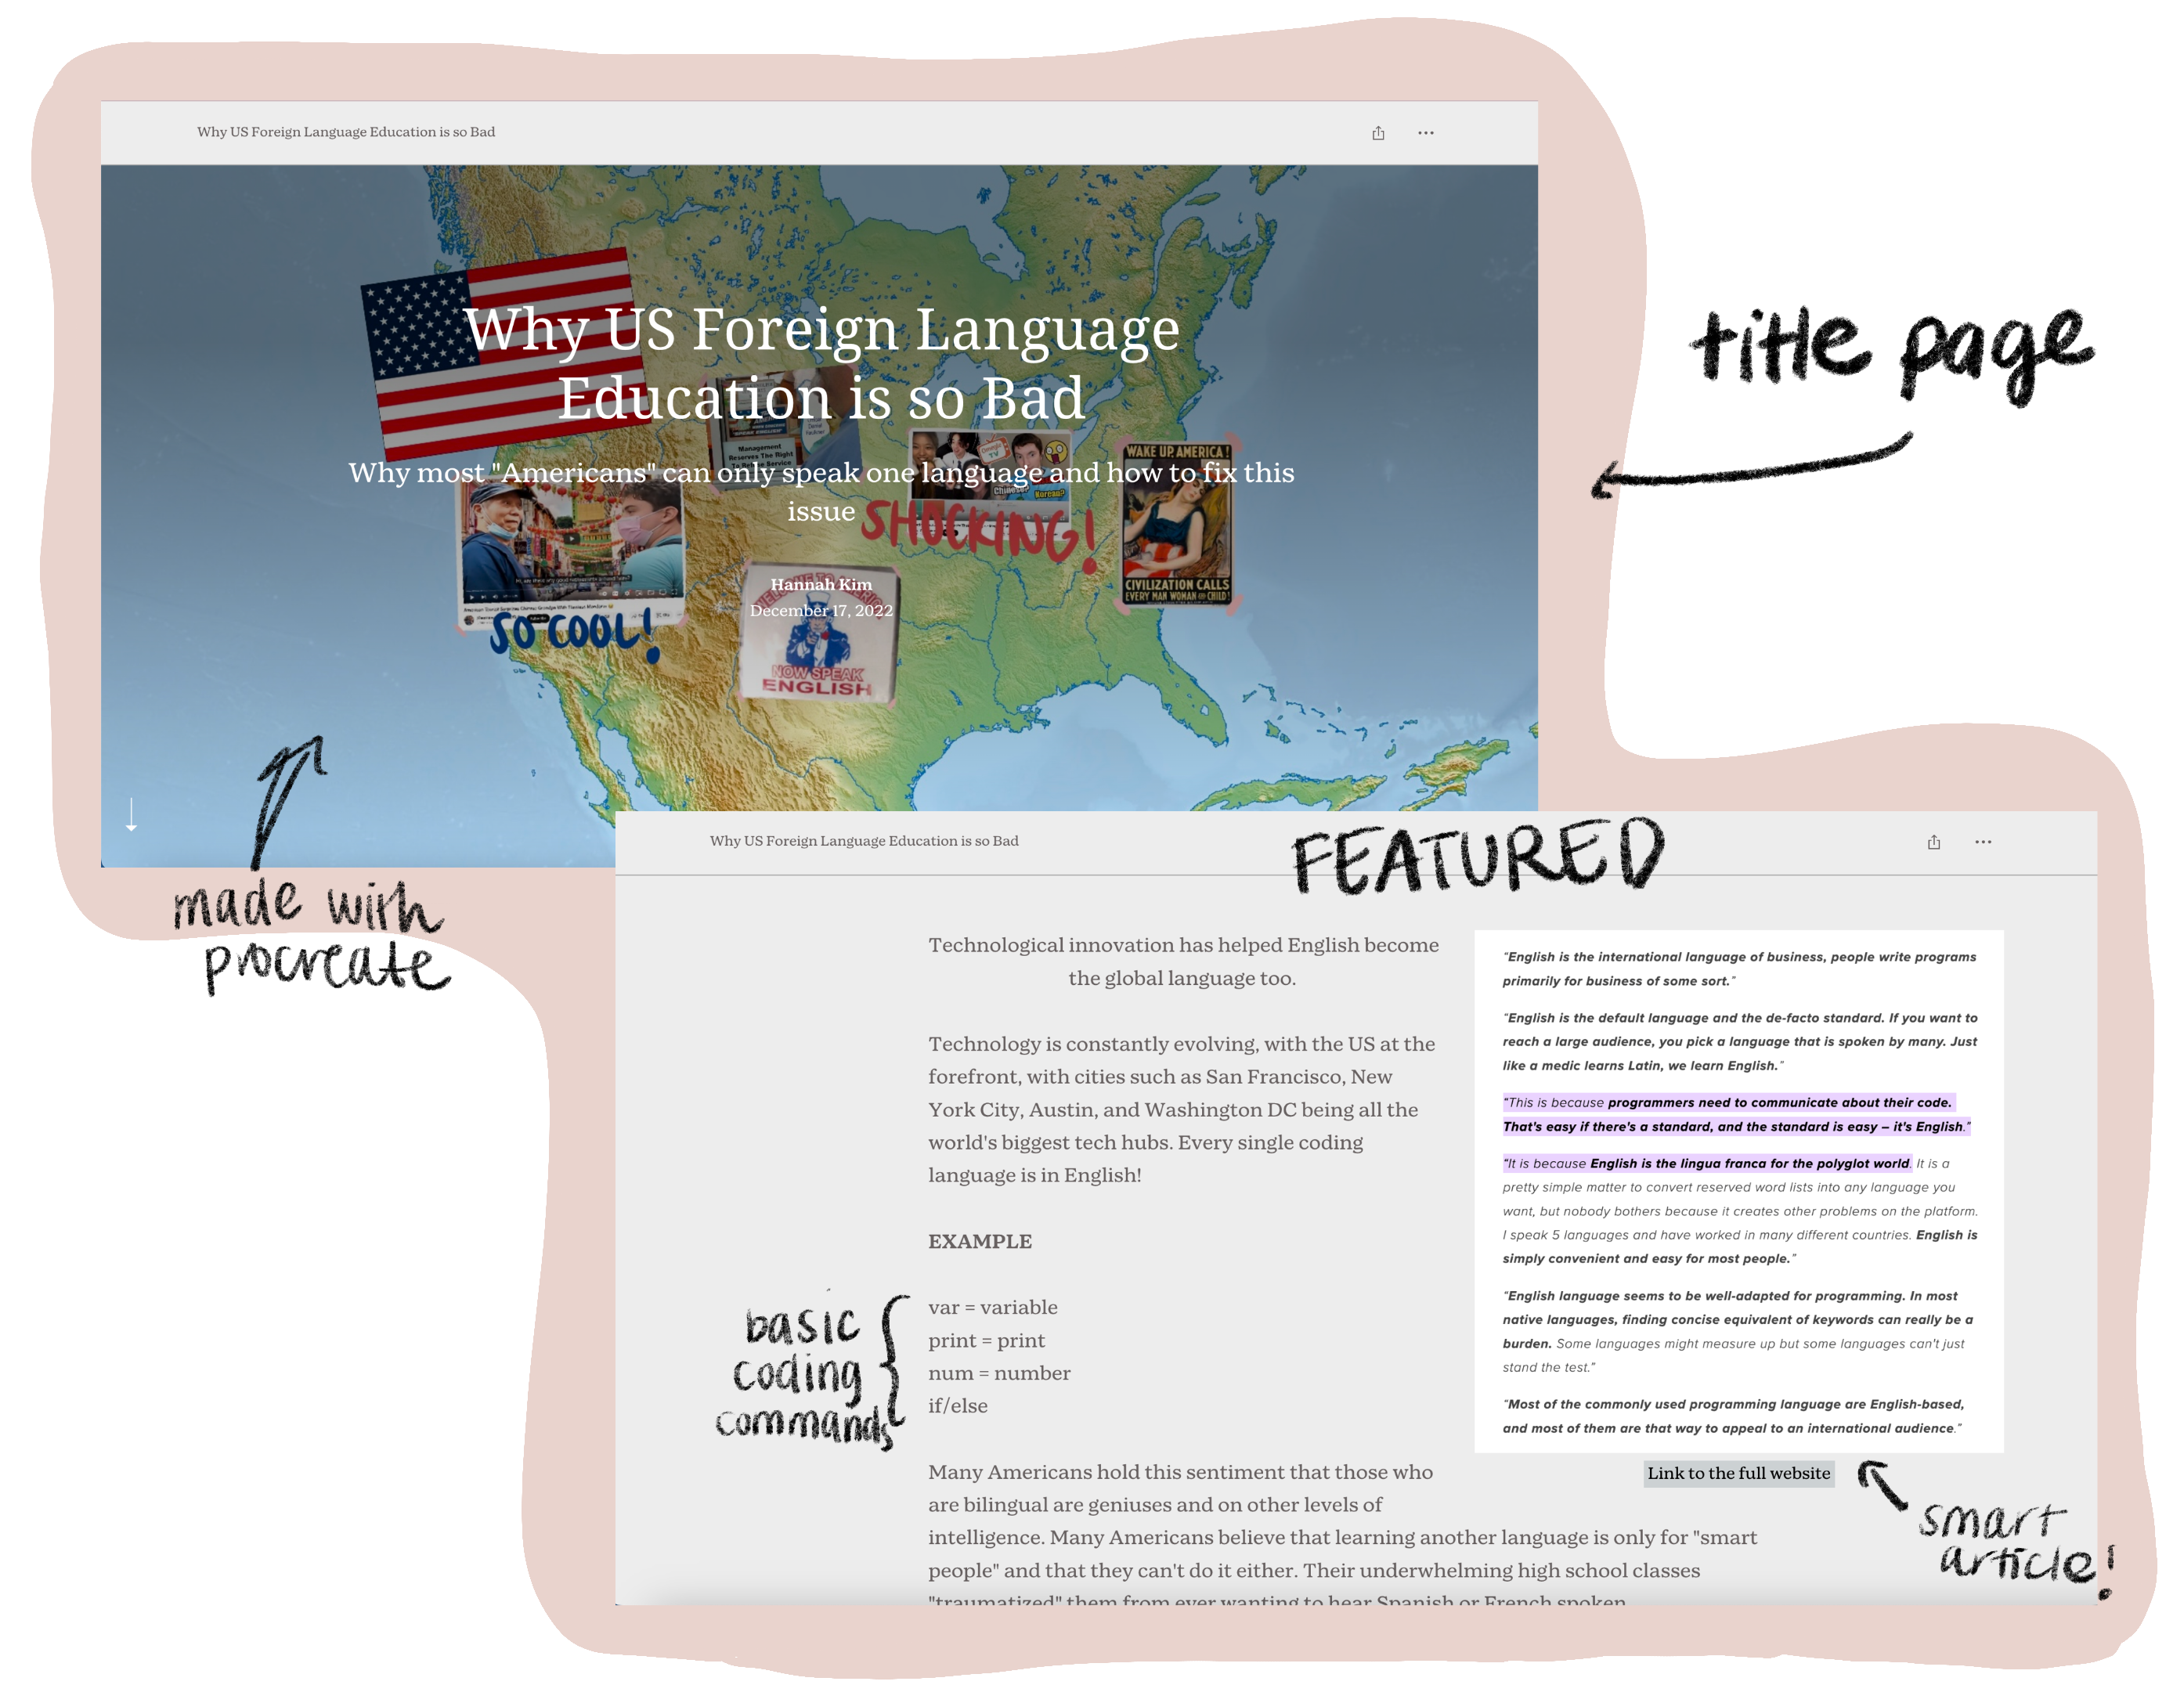 Why US Foreign Language Education is so Bad
Why US Foreign Language
Education is so Bad
Why most "Americans" can only speak one language and how to fix this
issue
Hannah Kim
December 17, 2022
Management
Reserves The Right
Service
Chinese?
Korean?
SHOCKING!
WAKE UP, AMERICA!
CIVILIZATION CALLS
EVERY MAN WOMAN AND CHILD!
SO COOL!
NOW SPEAK
ENGLISH
title page
made with
procreate
Why US Foreign Language Education is so Bad
FEATURED
Technological innovation has helped English become
the global language too.
Technology is constantly evolving, with the US at the
forefront, with cities such as San Francisco, New
York City, Austin, and Washington DC being all the
world's biggest tech hubs. Every single coding
language is in English!
EXAMPLE
basic
coding
commands
var = variable
print = print
num = number
if/else
Many Americans hold this sentiment that those who
are bilingual are geniuses and on other levels of
intelligence. Many Americans believe that learning another language is only for "smart
people" and that they can't do it either. Their underwhelming high school classes
"traumatized" them from ever wanting to hear Spanish or French spoken
"English is the international language of business, people write programs
primarily for business of some sort."
"English is the default language and the de-facto standard. If you want to
reach a large audience, you pick a language that is spoken by many. Just
like a medic learns Latin, we learn English."
"This is because programmers need to communicate about their code.
That's easy if there's a standard, and the standard is easy – it's English."
"It is because English is the lingua franca for the polyglot world. It is a
pretty simple matter to convert reserved word lists into any language you
want, but nobody bothers because it creates other problems on the platform.
I speak 5 languages and have worked in many different countries. English is
simply convenient and easy for most people."
"English language seems to be well-adapted for programming. In most
native languages, finding concise equivalent of keywords can really be a
burden. Some languages might measure up but some languages can't just
stand the test."
"Most of the commonly used programming language are English-based,
and most of them are that way to appeal to an international audience."
Link to the full website
smart
article!